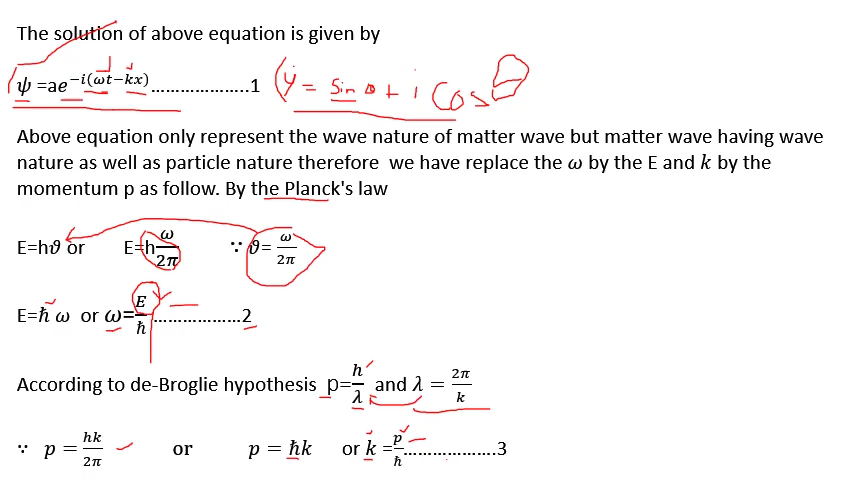 The solution of above equation is given by
ψ =ae^{−i(ωt−kx)}.....................1 (ψ = Sin θ + i Cos θ
Above equation only represent the wave nature of matter wave but matter wave having wave
nature as well as particle nature therefore we have replace the ω by the E and k by the
momentum p as follow. By the Planck's law
E=hϑ or E=h ω/2π ∵ ϑ= ω/2π
E=ħ ω or ω= E/ħ ..................2
According to de-Broglie hypothesis p= h/λ and λ = 2π/k
∵ p = hk/2π or p = ħk or k = p/ħ ...................3